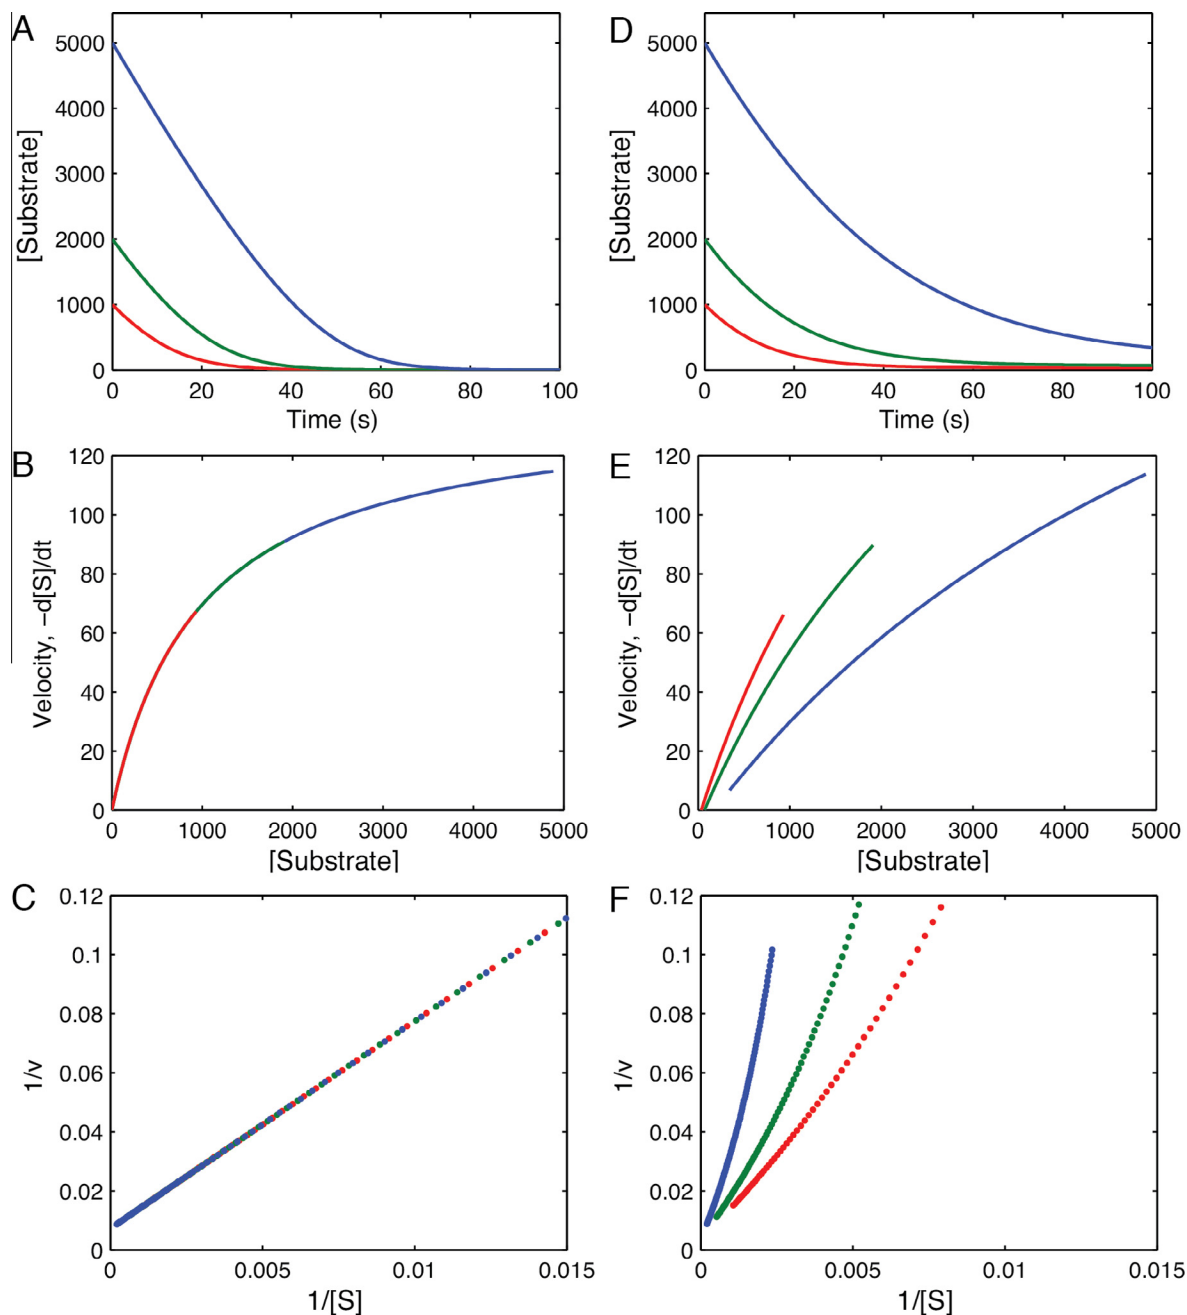 A
[Substrate]
5000
4000
3000
2000
1000
0
0 20 40 60 80 100
Time (s)
D
[Substrate]
5000
4000
3000
2000
1000
0
0 20 40 60 80 100
Time (s)
B
Velocity, −d[S]/dt
120
100
80
60
40
20
0
0 1000 2000 3000 4000 5000
[Substrate]
E
Velocity, −d[S]/dt
120
100
80
60
40
20
0
0 1000 2000 3000 4000 5000
[Substrate]
C
1/v
0.12
0.1
0.08
0.06
0.04
0.02
0
0 0.005 0.01 0.015
1/[S]
F
1/v
0.12
0.1
0.08
0.06
0.04
0.02
0
0 0.005 0.01 0.015
1/[S]